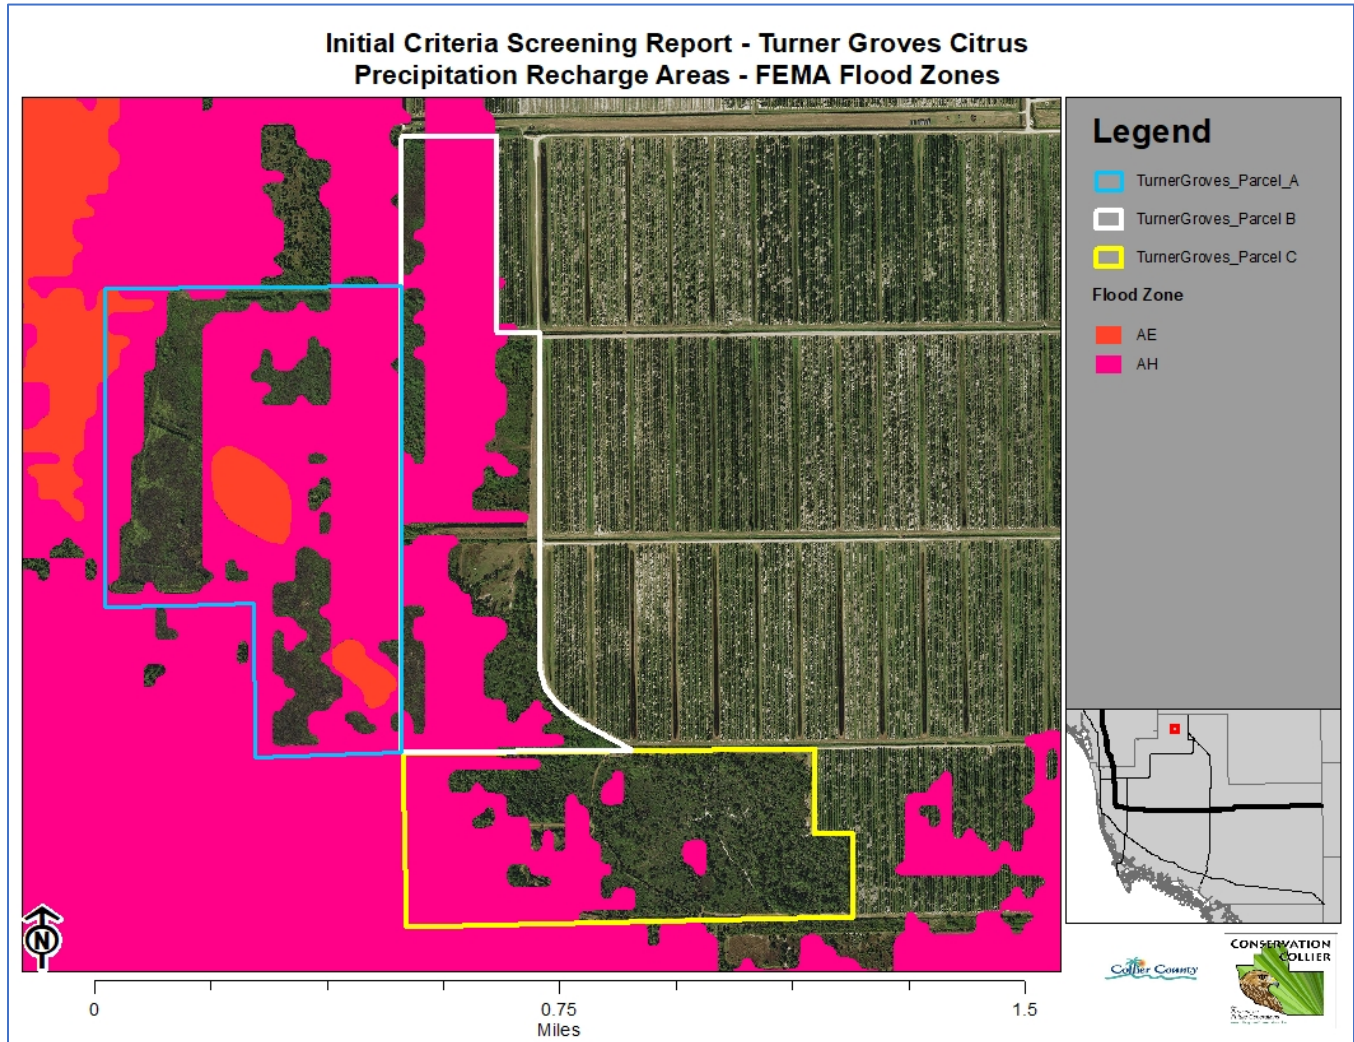 Initial Criteria Screening Report - Turner Groves Citrus
Precipitation Recharge Areas - FEMA Flood Zones
Legend
TurnerGroves_Parcel_A
TurnerGroves_Parcel B
TurnerGroves_Parcel C
Flood Zone
AE
AH
N
0
0.75
1.5
Miles
Collier County
CONSERVATION
COLLIER